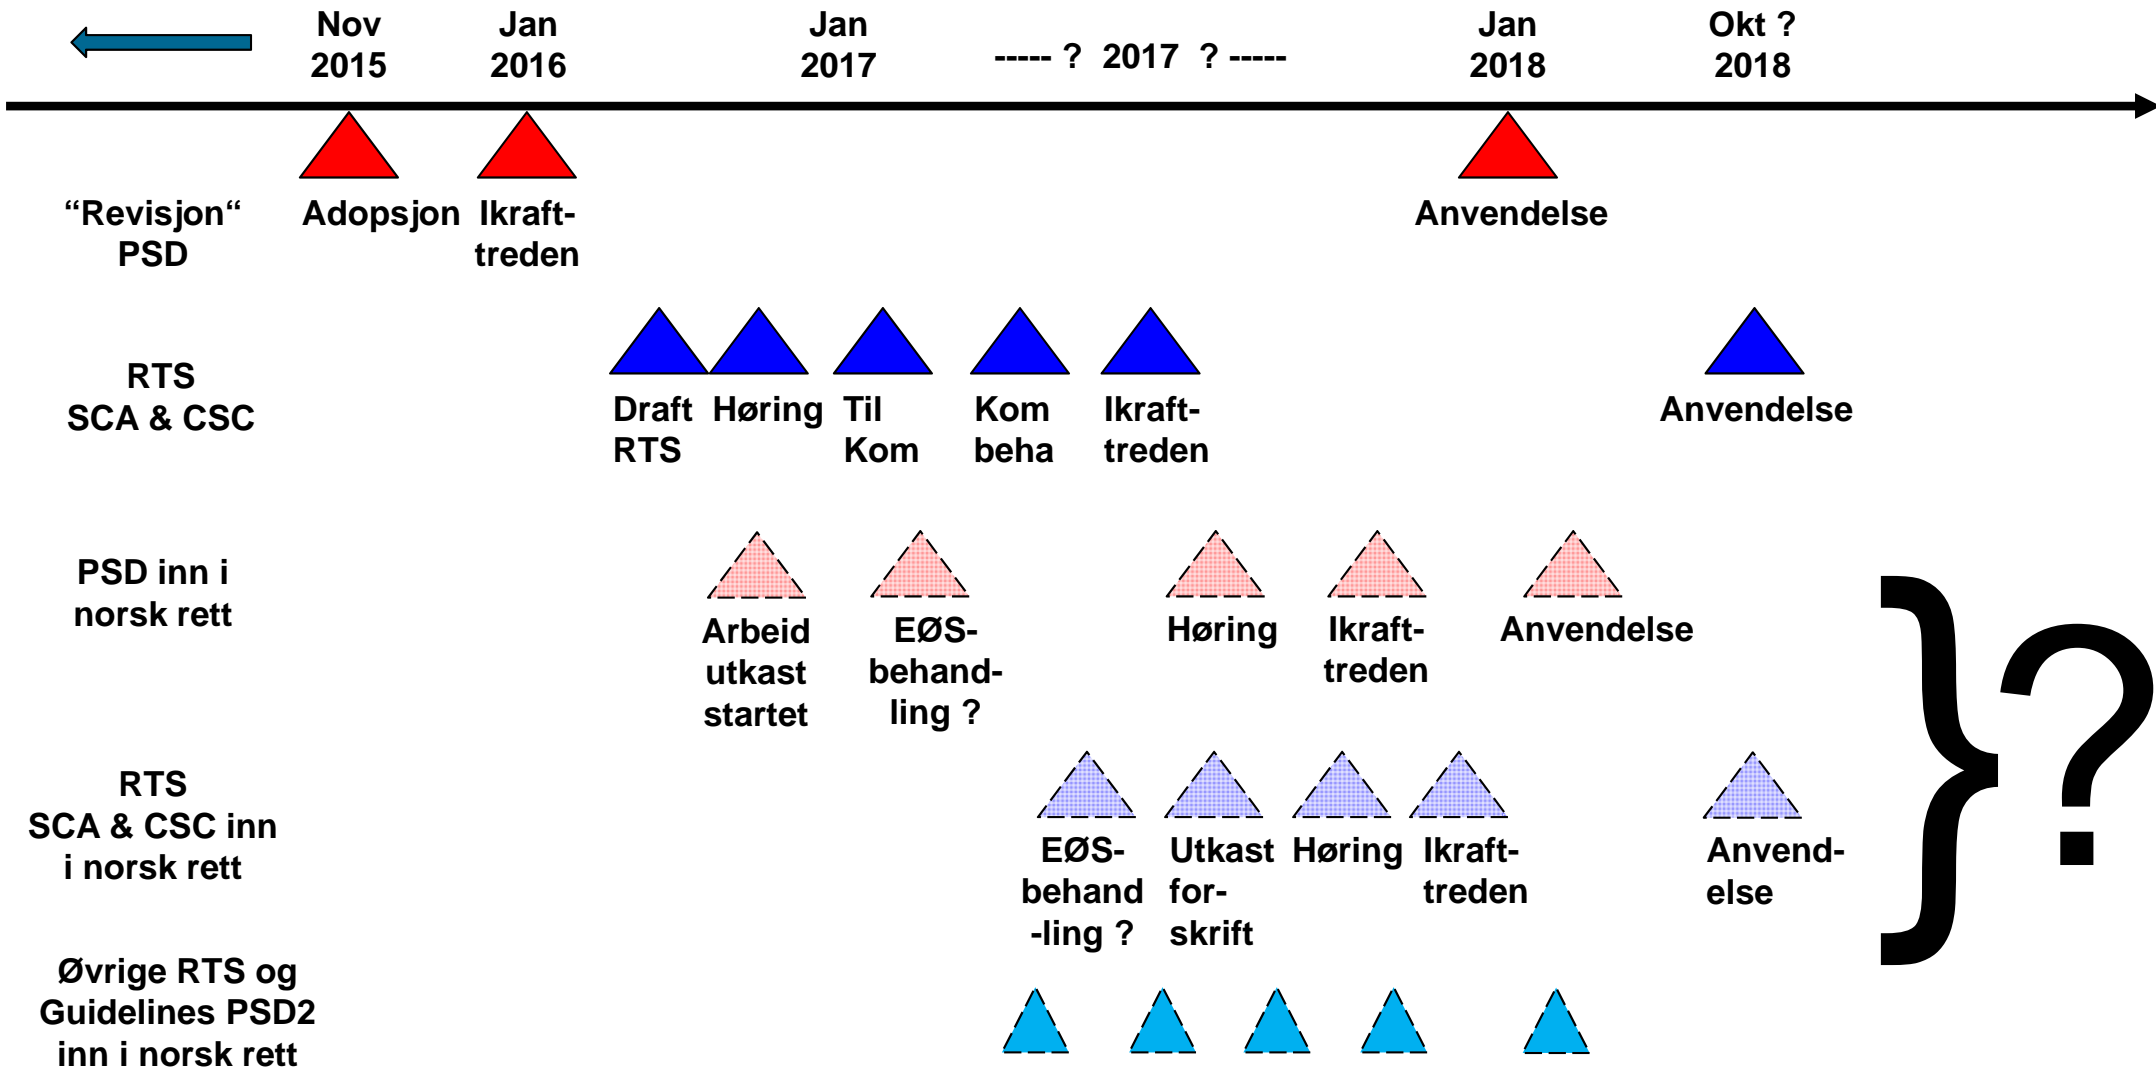 Nov
2015
Jan
2016
Jan
2017
----- ? 2017 ? -----
Jan
2018
Okt ?
2018
“Revisjon“
PSD
Adopsjon
Ikraft-
treden
Anvendelse
RTS
SCA & CSC
Draft
RTS
Høring
Til
Kom
Kom
beha
Ikraft-
treden
Anvendelse
PSD inn i
norsk rett
Arbeid
utkast
startet
EØS-
behand-
ling ?
Høring
Ikraft-
treden
Anvendelse
RTS
SCA & CSC inn
i norsk rett
EØS-
behand
-ling ?
Utkast
for-
skrift
Høring
Ikraft-
treden
Anvend-
else
}?
Øvrige RTS og
Guidelines PSD2
inn i norsk rett